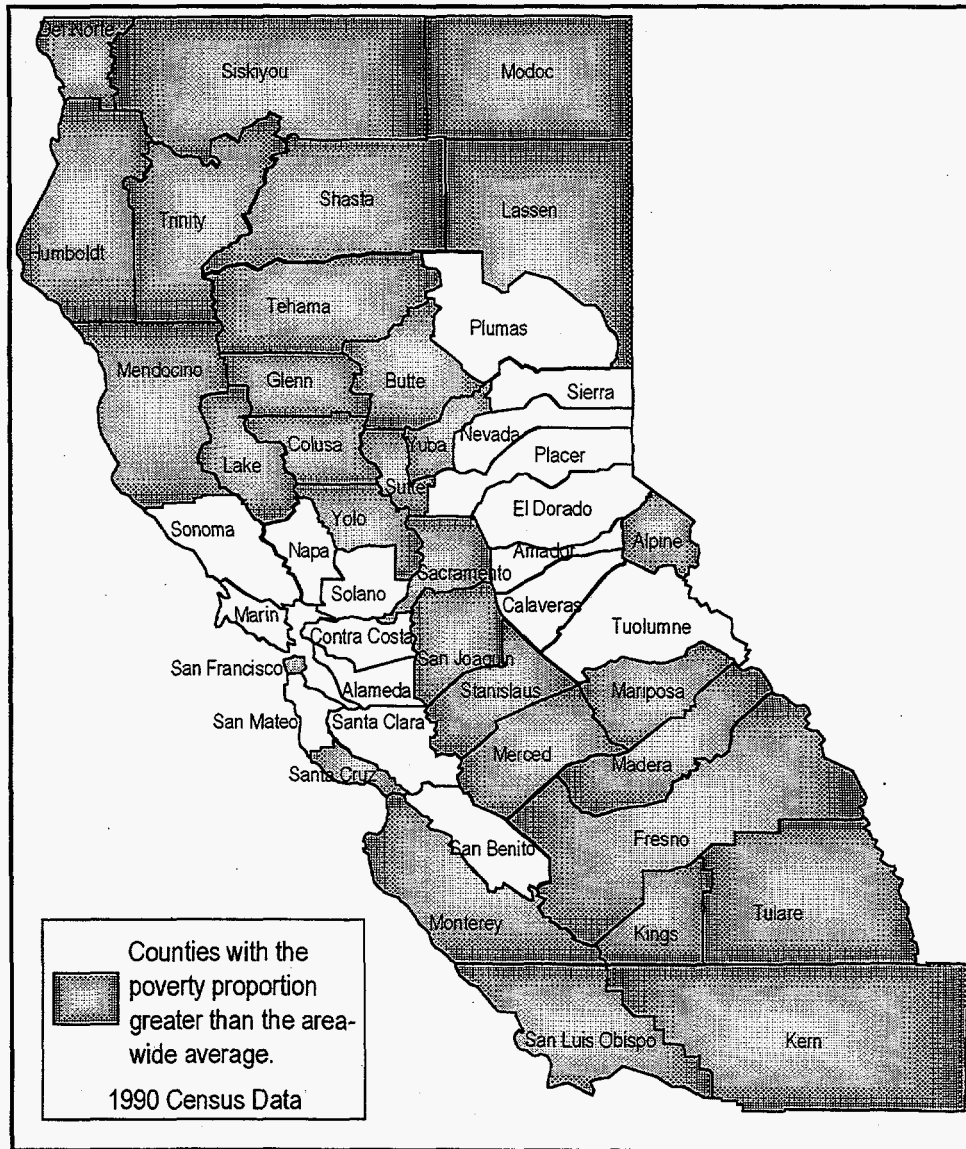 Del Norte
Siskiyou
Modoc
Shasta
Lassen
Trinity
Humboldt
Tehama
Plumas
Mendocino
Glenn
Butte
Sierra
Nevada
Colusa
Yuba
Placer
Lake
Sutter
El Dorado
Yolo
Sonoma
Napa
Amador
Alpine
Sacramento
Solano
Calaveras
Marin
Tuolumne
Contra Costa
San Joaquin
San Francisco
Alameda
Stanislaus
Mariposa
San Mateo
Santa Clara
Merced
Madera
Santa Cruz
Fresno
San Benito
Tulare
Monterey
Kings
San Luis Obispo
Kern
Counties with the
poverty proportion
greater than the area-
wide average.
1990 Census Data